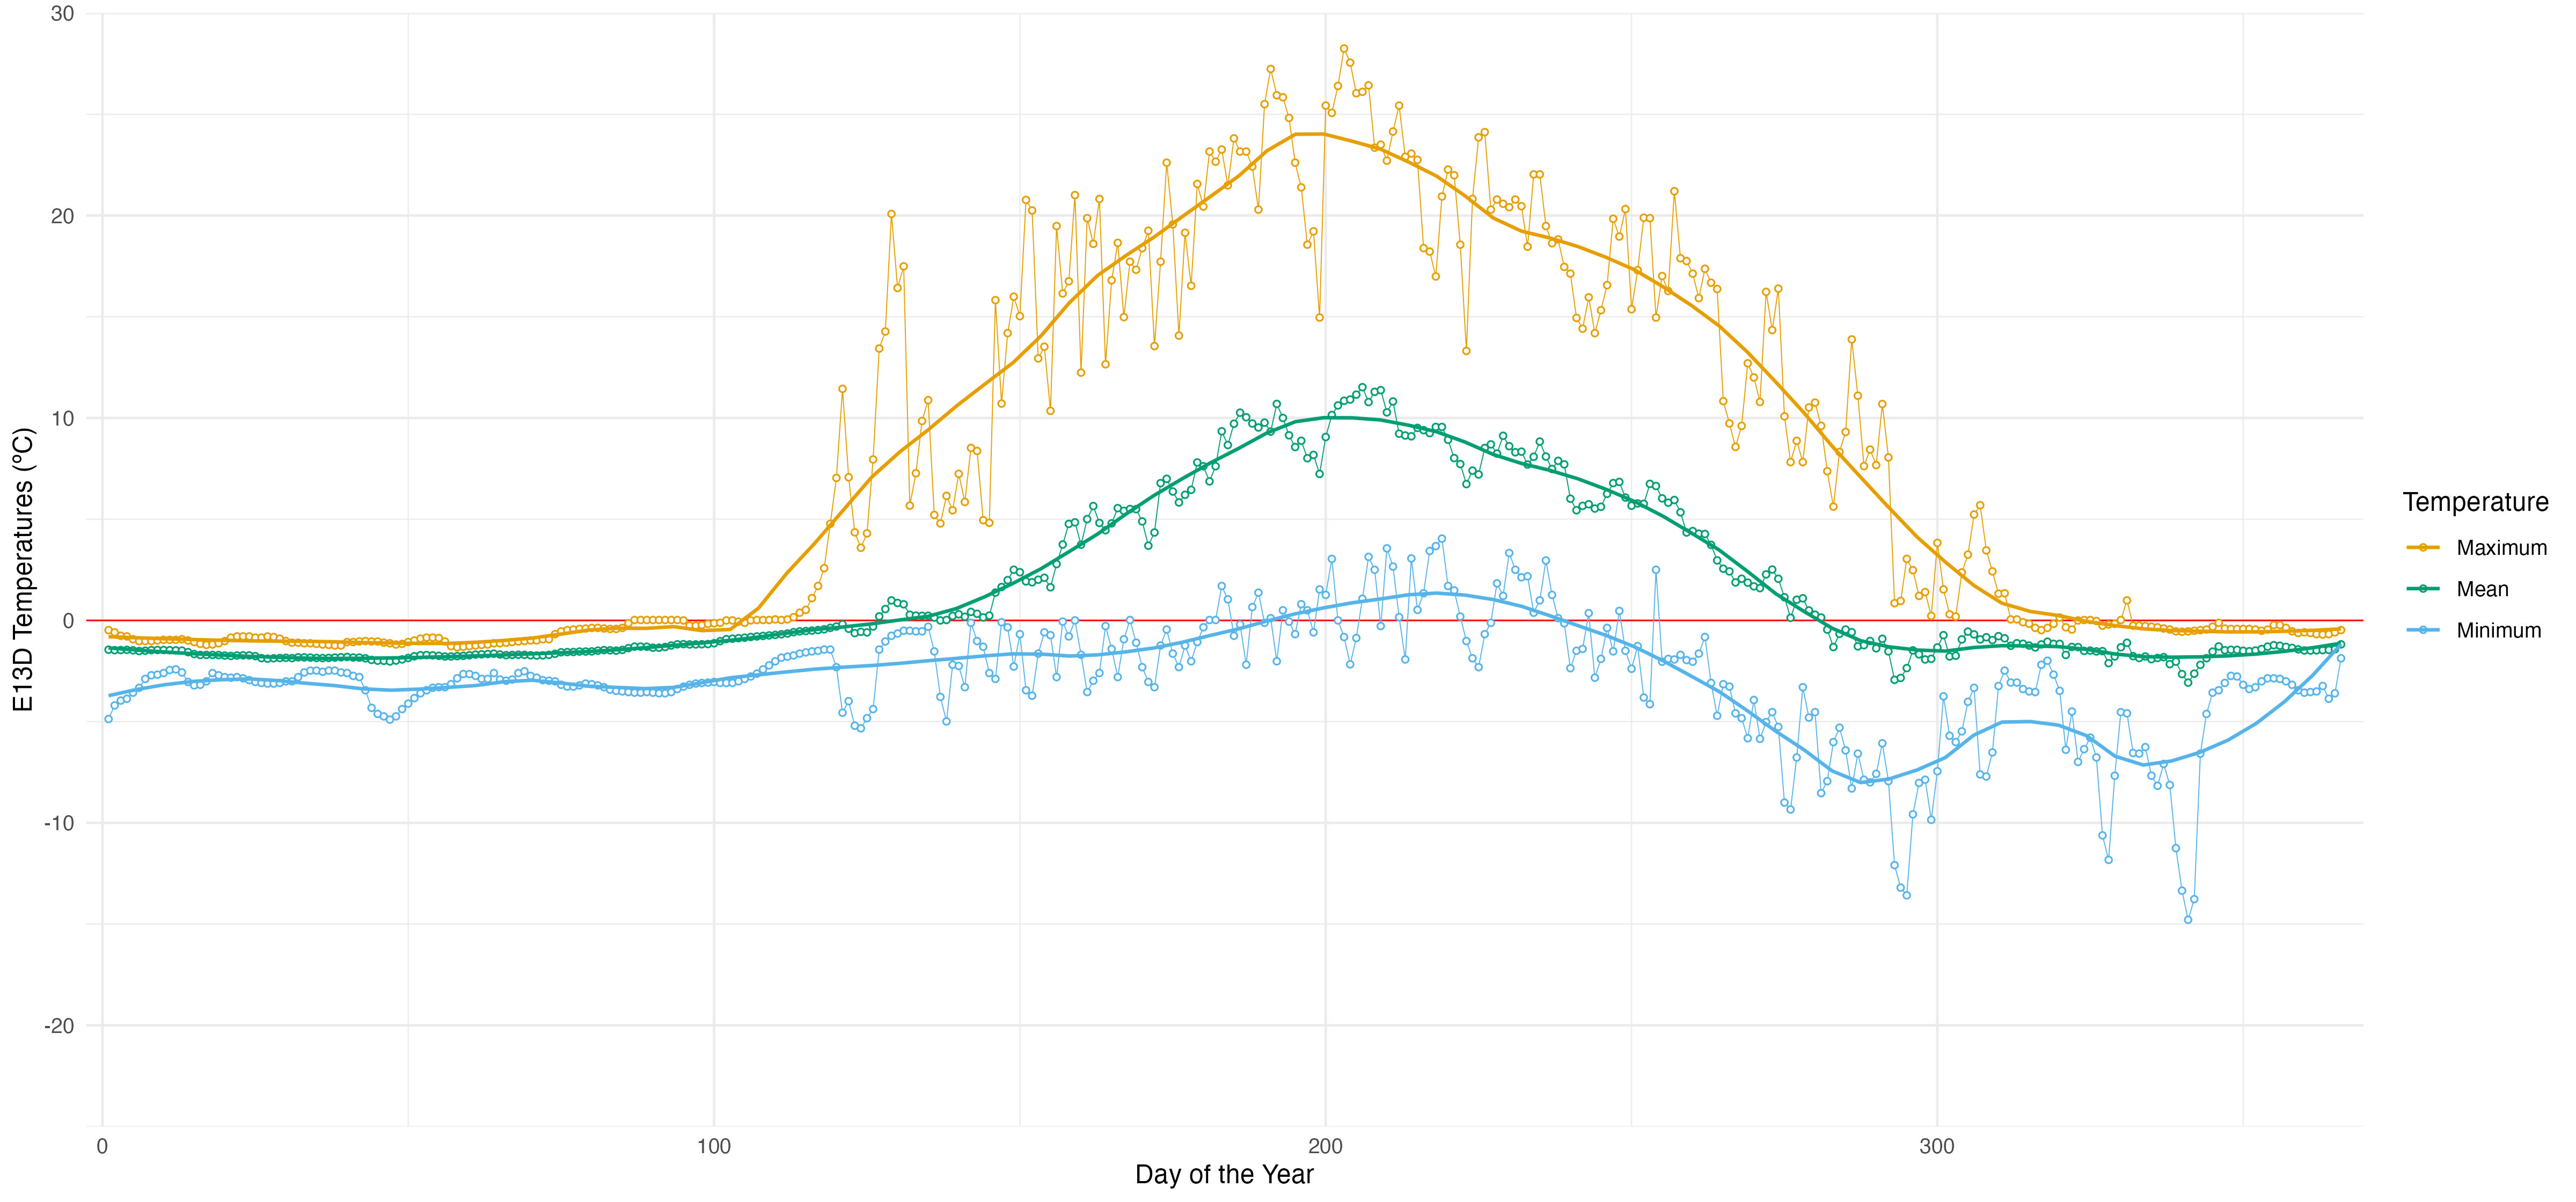 30
20
10
0
-10
-20
E13D Temperatures (ºC)
0 100 200 300
Day of the Year
Temperature
Maximum
Mean
Minimum